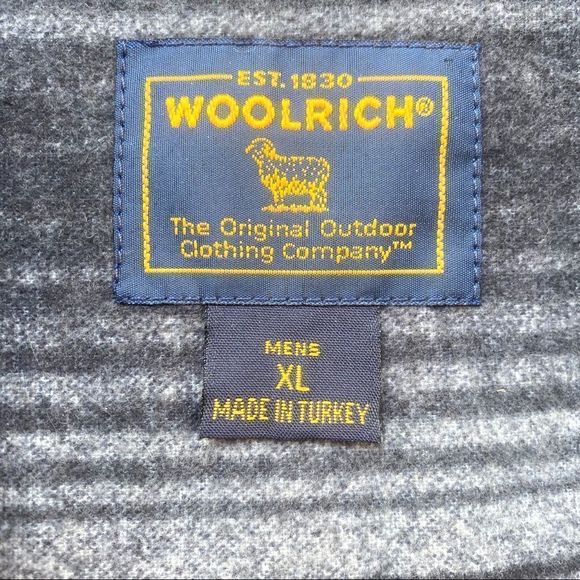 EST. 1830
WOOLRICH®
The Original Outdoor
Clothing Company™
MENS
XL
MADE IN TURKEY